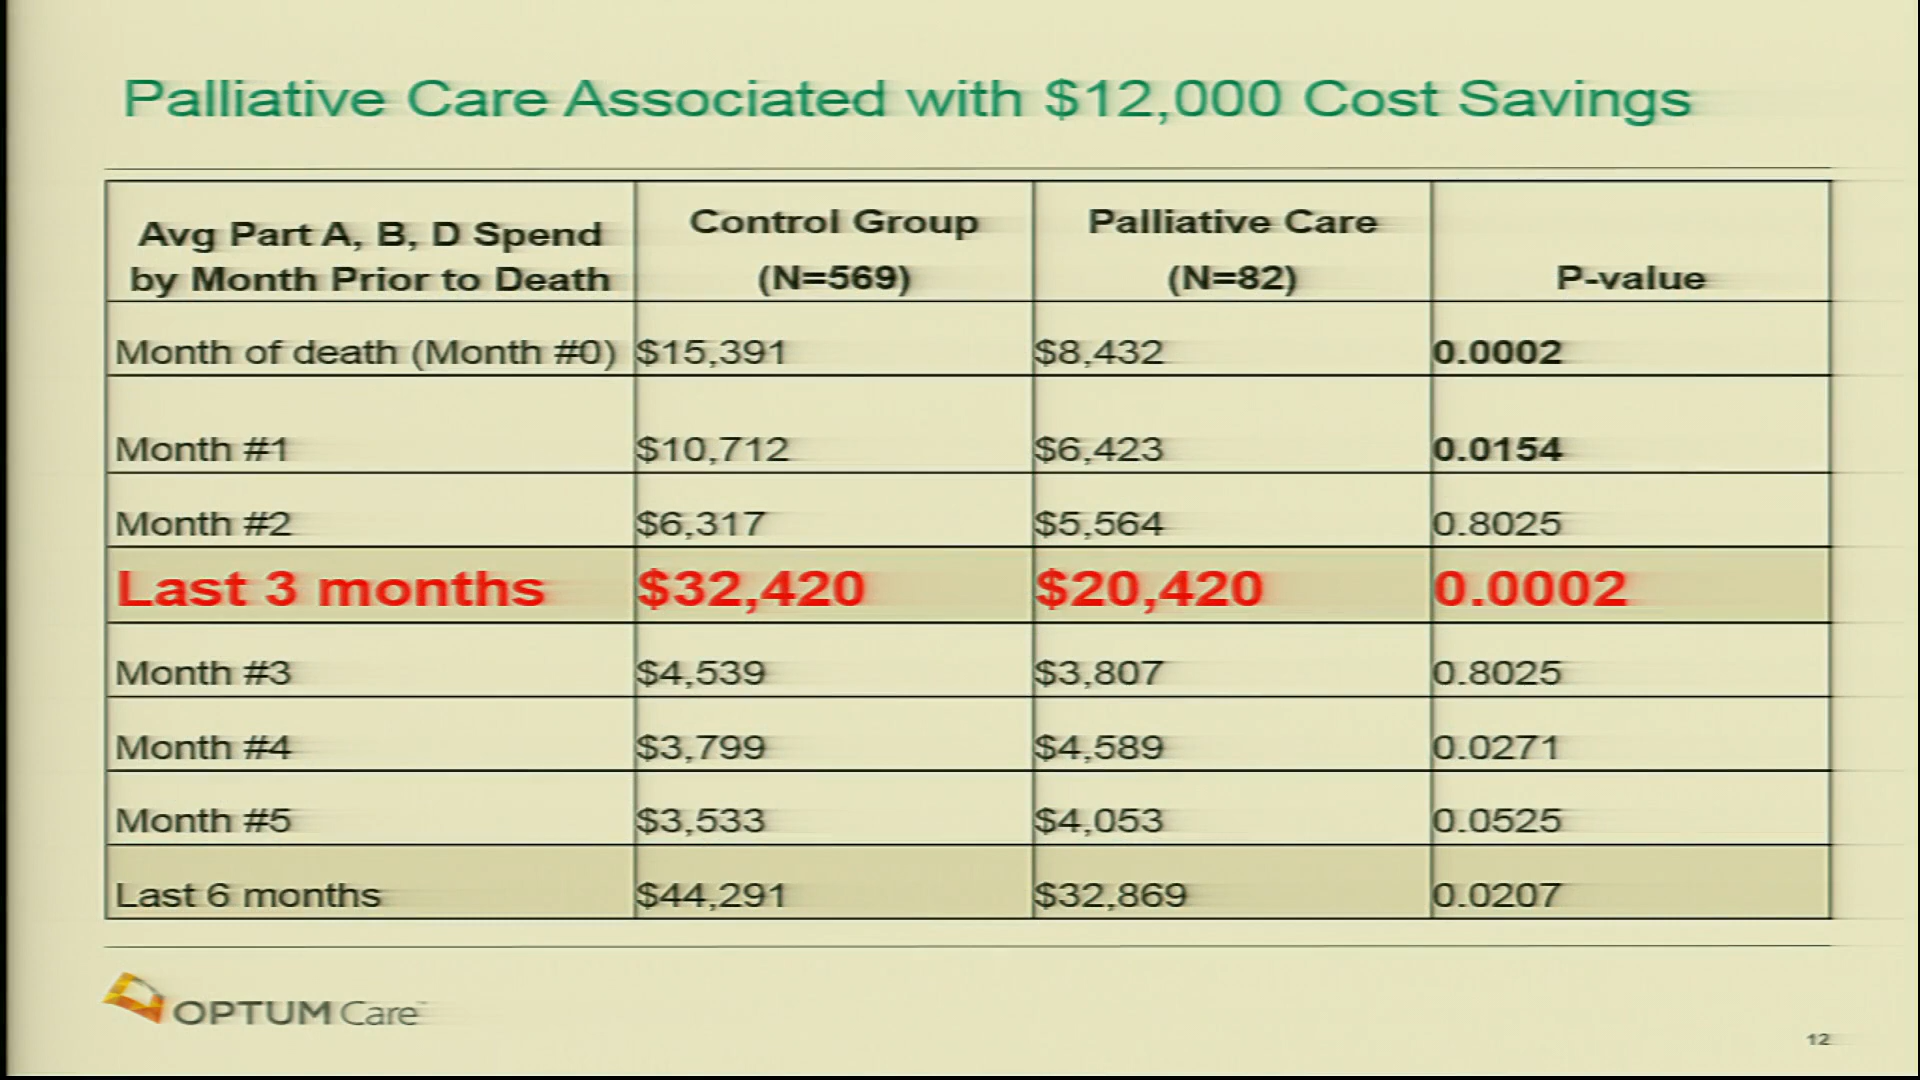 Palliative Care Associated with $12,000 Cost Savings
Avg Part A, B, D Spend by Month Prior to Death Control Group (N=569) Palliative Care (N=82) P-value
Month of death (Month #0) $15,391 $8,432 0.0002
Month #1 $10,712 $6,423 0.0154
Month #2 $6,317 $5,564 0.8025
Last 3 months $32,420 $20,420 0.0002
Month #3 $4,539 $3,807 0.8025
Month #4 $3,799 $4,589 0.0271
Month #5 $3,533 $4,053 0.0525
Last 6 months $44,291 $32,869 0.0207
OPTUM Care™
12